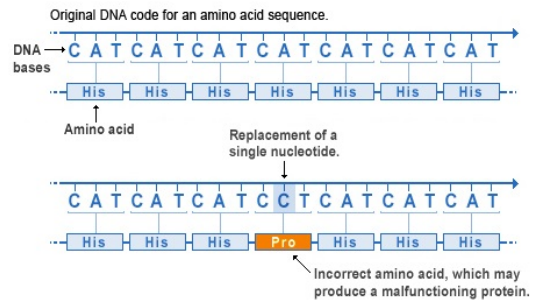 Original DNA code for an amino acid sequence.
DNA bases
C A T C A T C A T C A T C A T C A T C A T
His His His His His His His
Amino acid
Replacement of a
single nucleotide.
C A T C A T C A T C C T C A T C A T C A T
His His His Pro His His His
Incorrect amino acid, which may
produce a malfunctioning protein.